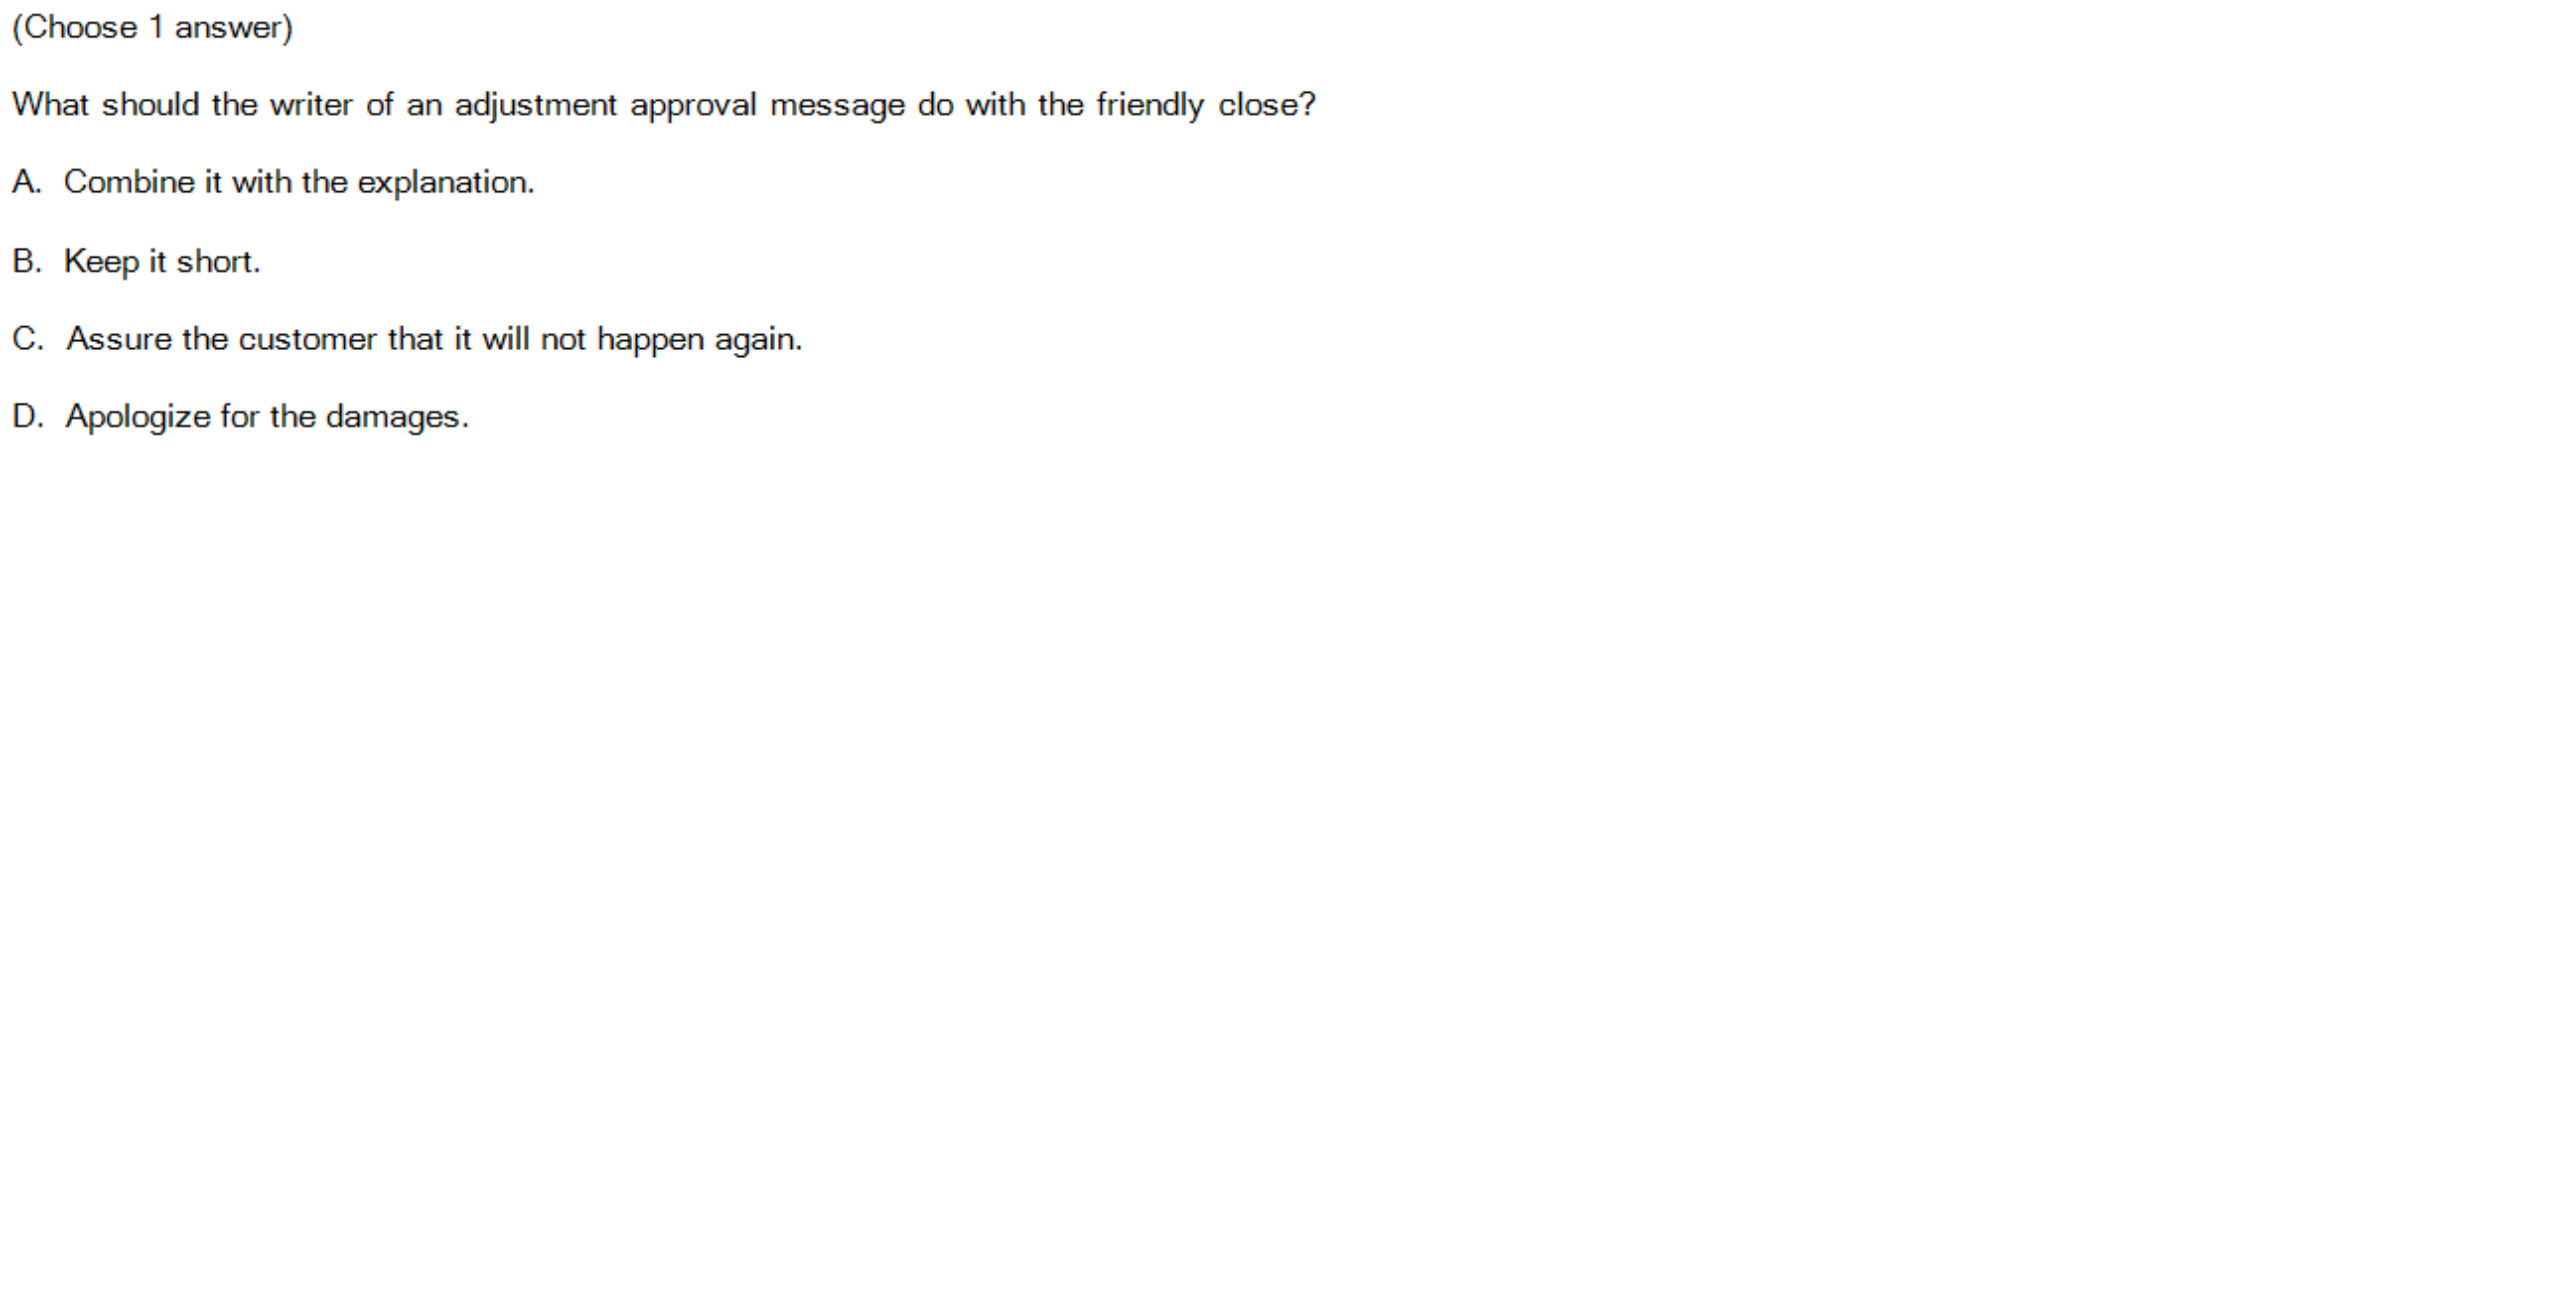 (Choose 1 answer)
What should the writer of an adjustment approval message do with the friendly close?
A. Combine it with the explanation.
B. Keep it short.
C. Assure the customer that it will not happen again.
D. Apologize for the damages.